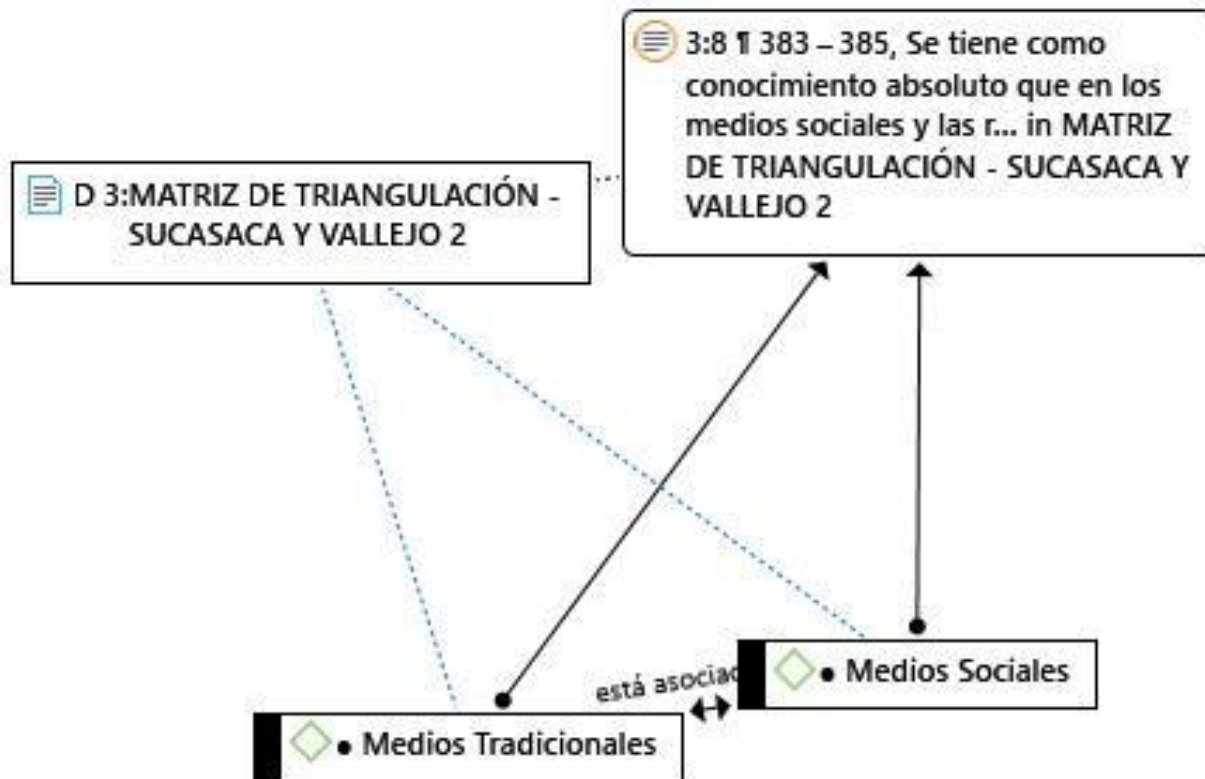 3:8 ¶ 383 – 385, Se tiene como
conocimiento absoluto que en los
medios sociales y las r... in MATRIZ
DE TRIANGULACIÓN - SUCASACA Y
VALLEJO 2
D 3:MATRIZ DE TRIANGULACIÓN -
SUCASACA Y VALLEJO 2
está asociad
• Medios Sociales
• Medios Tradicionales